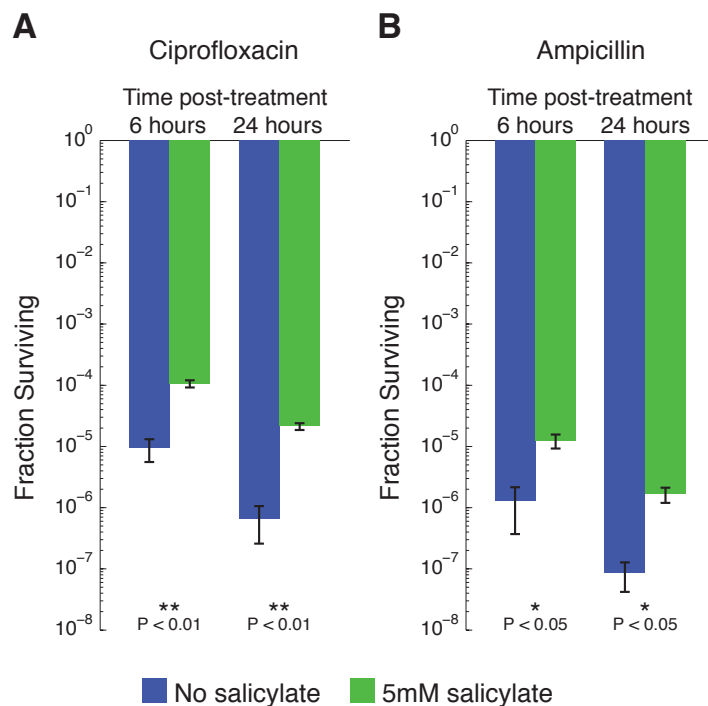 A
Ciprofloxacin
Time post-treatment
6 hours 24 hours
Fraction Surviving
10^0
10^-1
10^-2
10^-3
10^-4
10^-5
10^-6
10^-7
10^-8
** **
P < 0.01 P < 0.01
B
Ampicillin
Time post-treatment
6 hours 24 hours
Fraction Surviving
10^0
10^-1
10^-2
10^-3
10^-4
10^-5
10^-6
10^-7
10^-8
* *
P < 0.05 P < 0.05
No salicylate 5mM salicylate